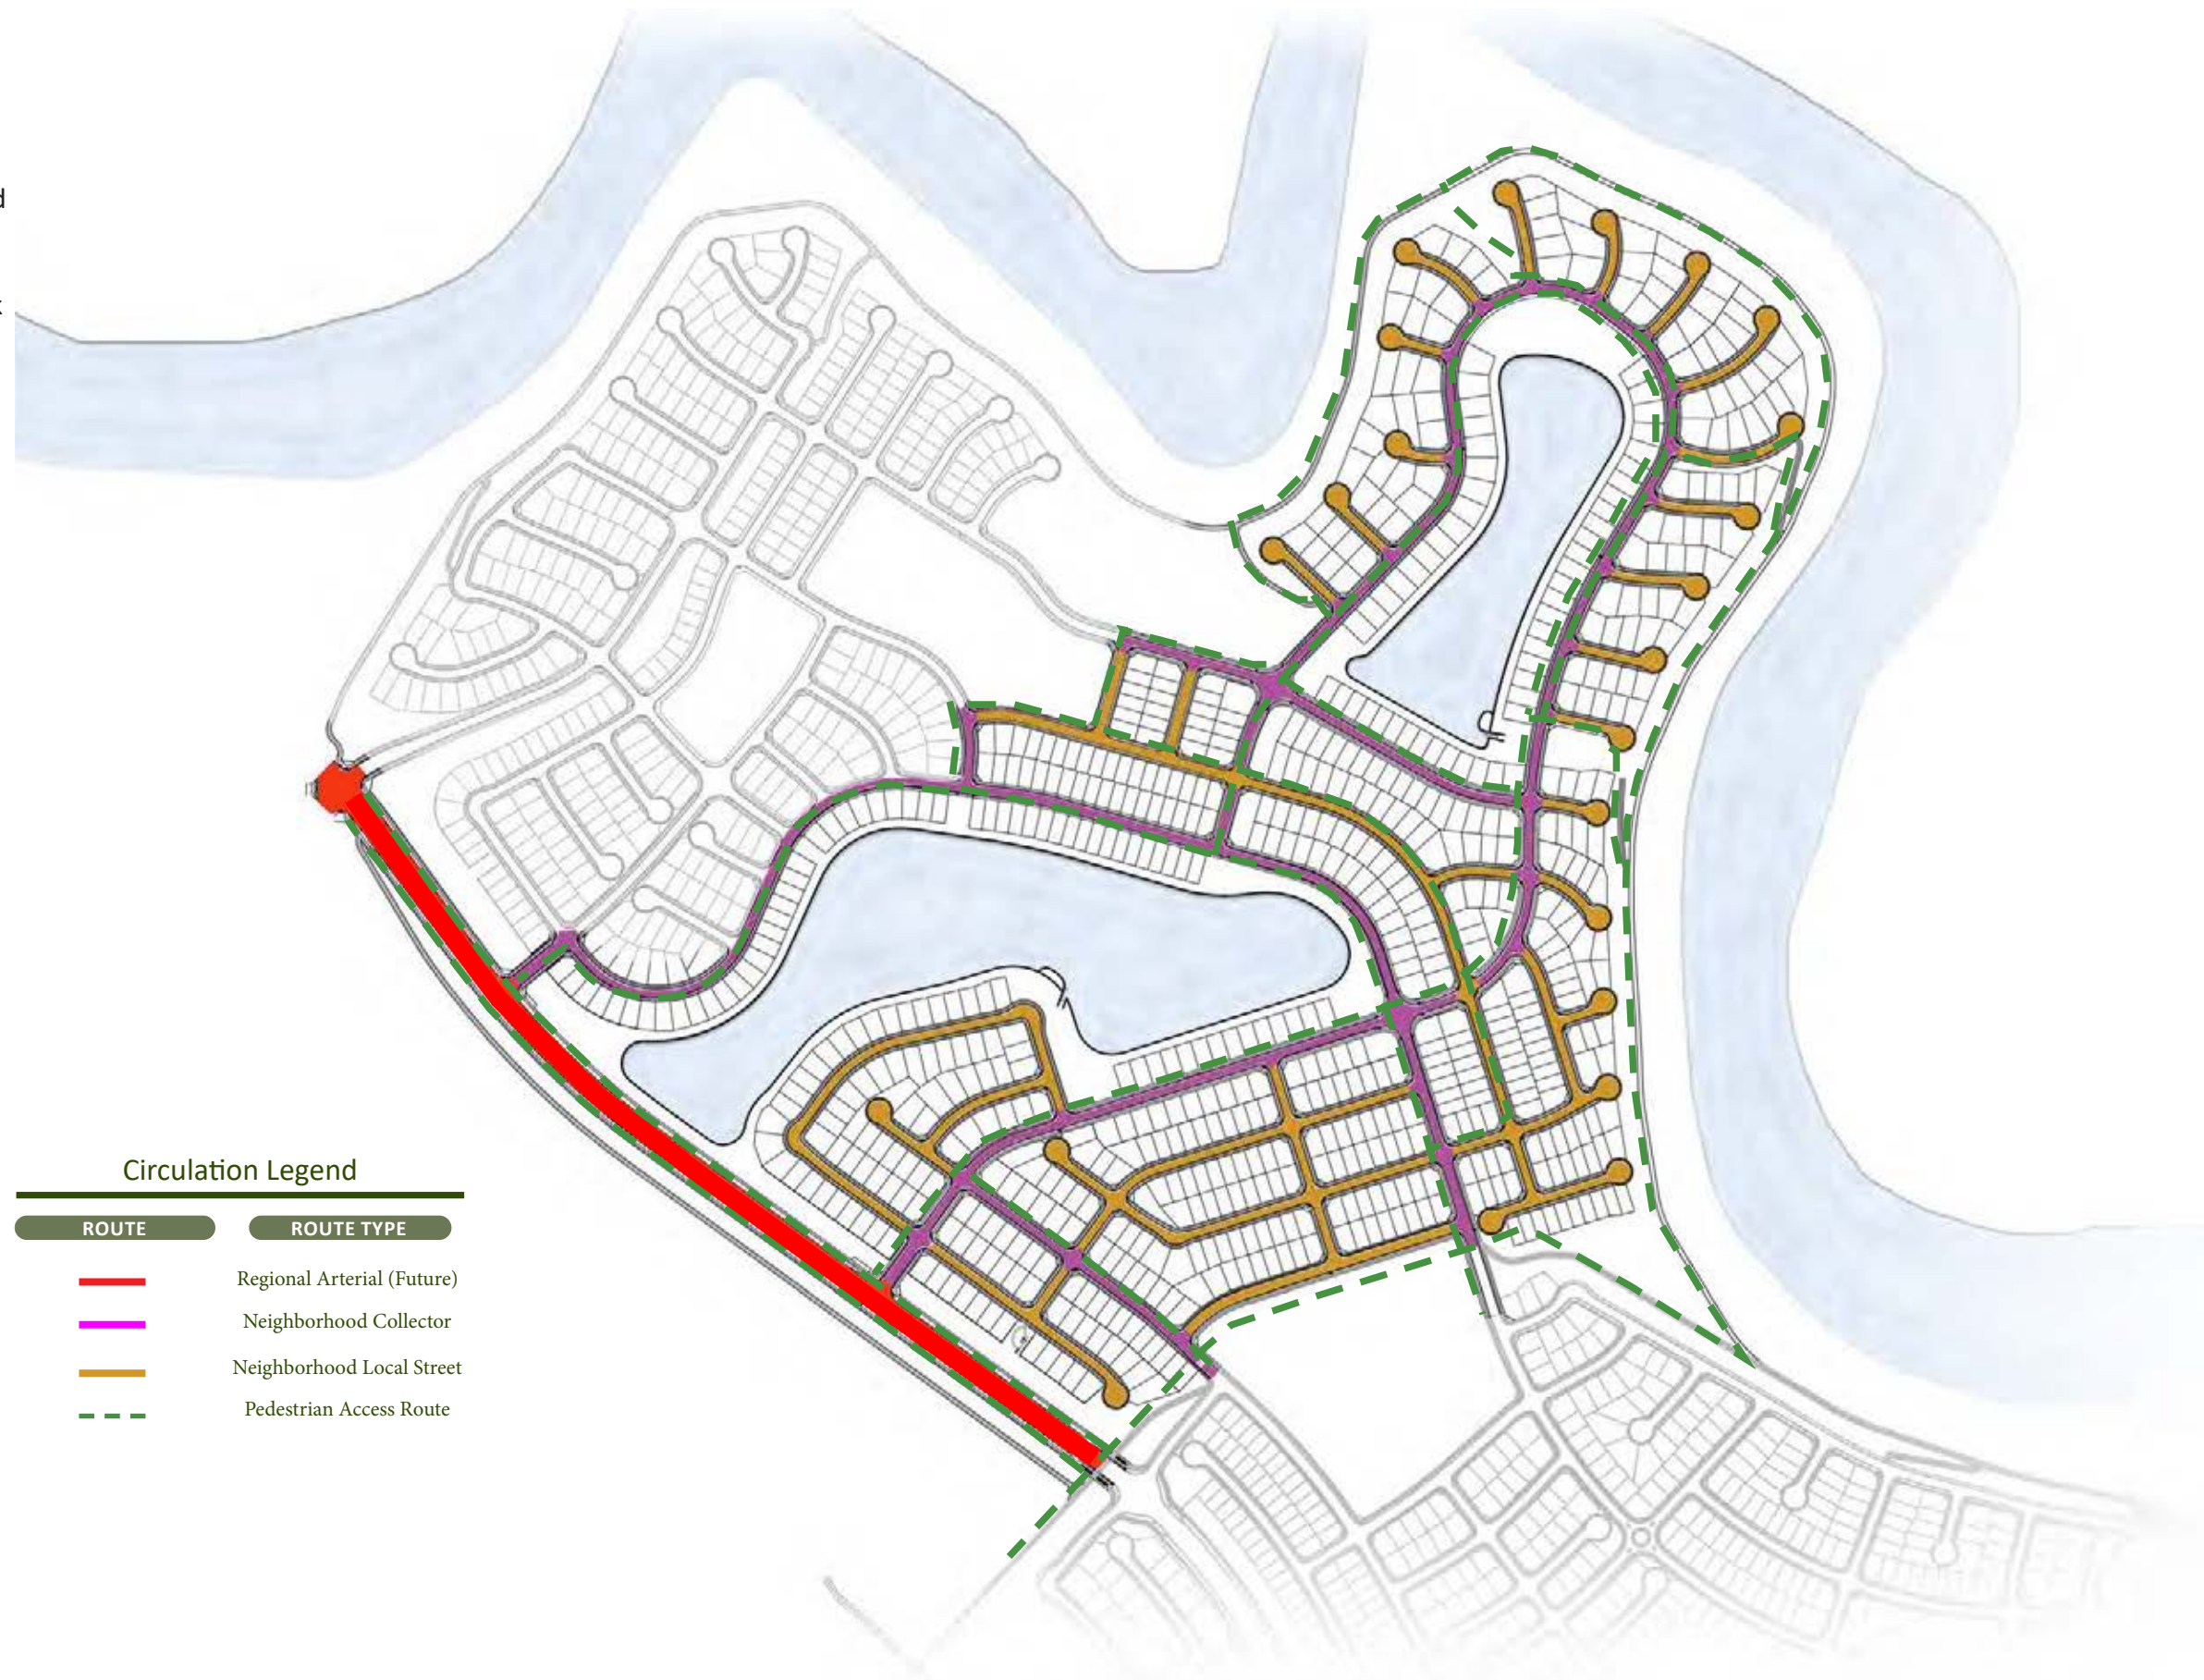 d
k
Circulation Legend
ROUTE ROUTE TYPE
Regional Arterial (Future)
Neighborhood Collector
Neighborhood Local Street
Pedestrian Access Route